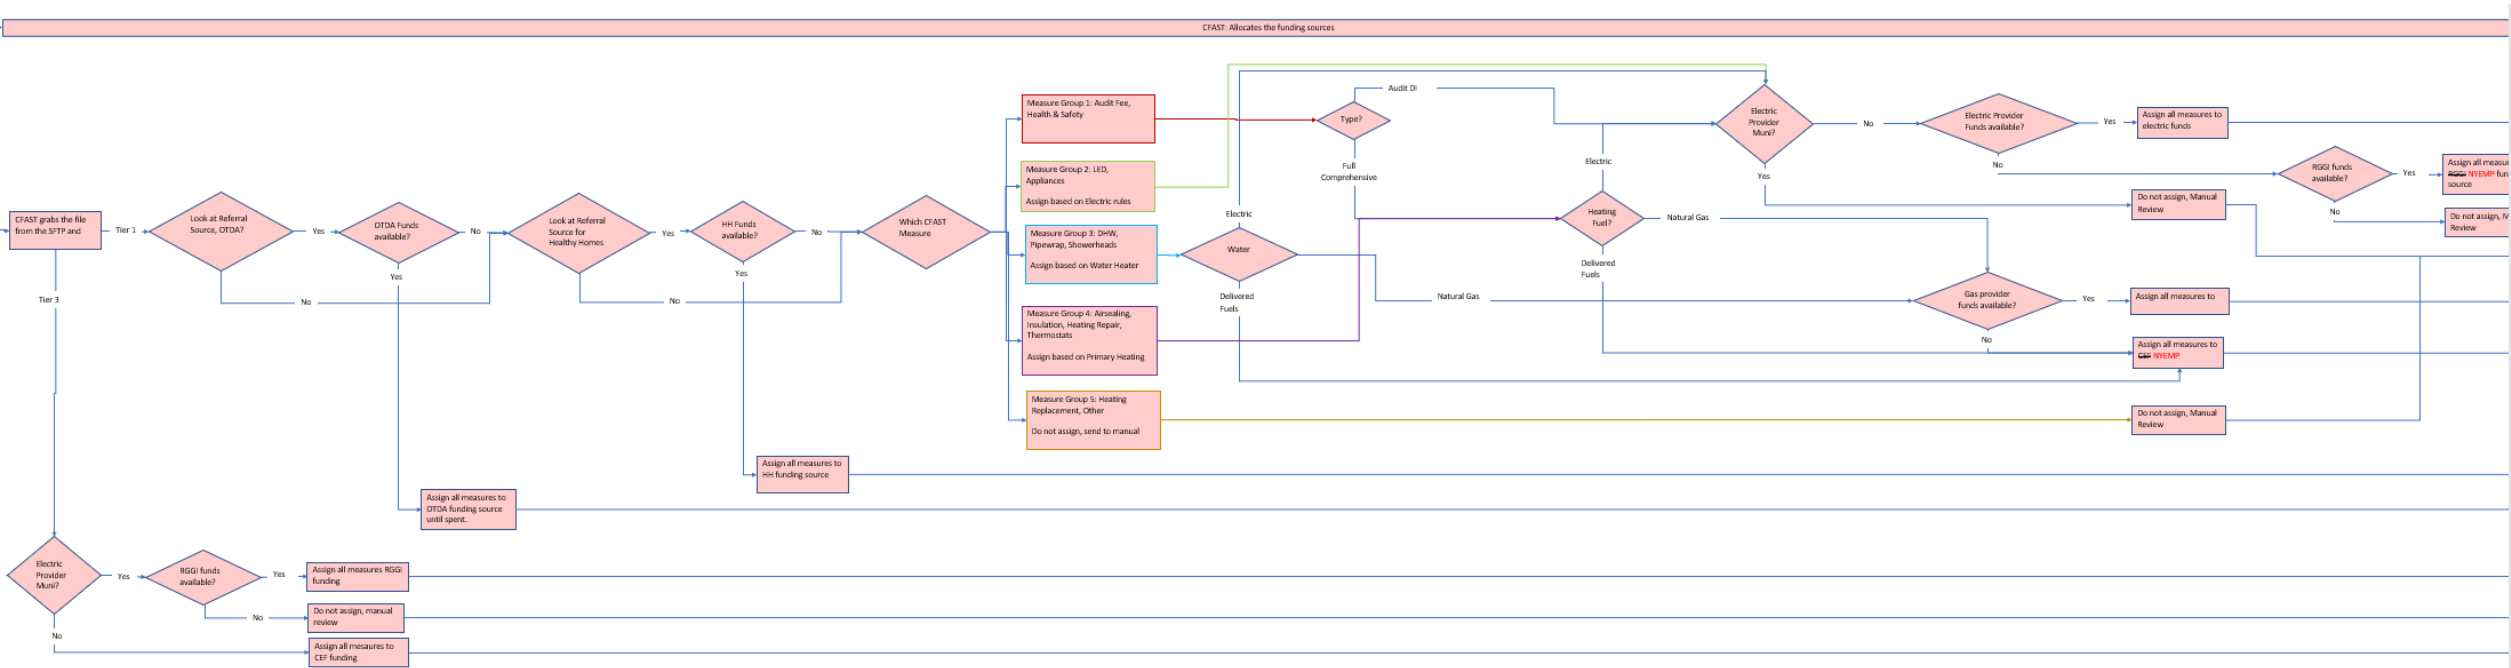 CFAST: Allocates the funding sources
CFAST grabs the file
from the SFTP and
Tier 1
Tier 3
Look at Referral
Source, OTDA?
Yes
No
OTDA Funds
available?
No
Yes
Look at Referral
Source for
Healthy Homes
Yes
No
HH Funds
available?
No
Yes
Which CFAST
Measure
Measure Group 1: Audit Fee,
Health & Safety
Measure Group 2: LED,
Appliances
Assign based on Electric rules
Measure Group 3: DHW,
Pipewrap, Showerheads
Assign based on Water Heater
Measure Group 4: Airsealing,
Insulation, Heating Repair,
Thermostats
Assign based on Primary Heating
Measure Group 5: Heating
Replacement, Other
Do not assign, send to manual
Electric
Water
Delivered
Fuels
Natural Gas
Type?
Audit DI
Full
Comprehensive
Electric
Heating
Fuel?
Natural Gas
Delivered
Fuels
Electric
Provider
Muni?
No
Yes
Electric Provider
Funds available?
Yes
No
Assign all measures to
electric funds
Do not assign, Manual
Review
RGGI funds
available?
Yes
No
Assign all measu
RGGI NYEMP fun
source
Do not assign, M
Review
Gas provider
funds available?
Yes
No
Assign all measures to
Assign all measures to
CEF NYEMP
Do not assign, Manual
Review
Assign all measures to
HH funding source
Assign all measures to
OTDA funding source
until spent.
Electric
Provider
Muni?
Yes
No
RGGI funds
available?
Yes
No
Assign all measures RGGI
funding
Do not assign, manual
review
Assign all mesaures to
CEF funding